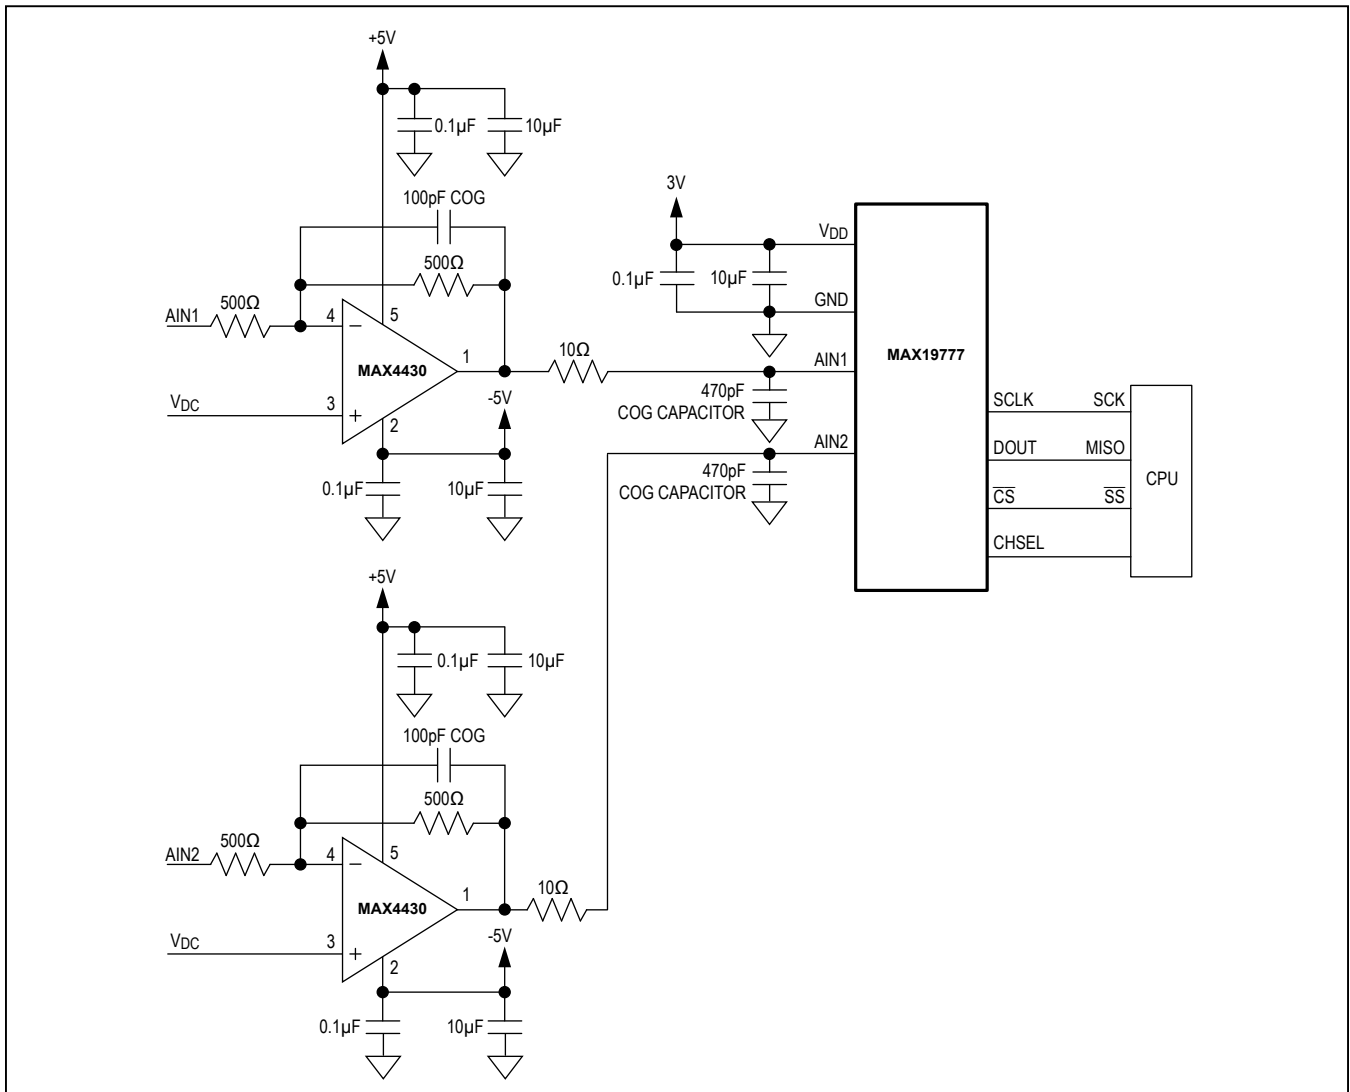 +5V
0.1µF
10µF
100pF COG
500Ω
500Ω
AIN1
4
5
−
MAX4430
1
VDC
3
+
2
-5V
0.1µF
10µF
10Ω
3V
0.1µF
10µF
VDD
GND
AIN1
470pF
COG CAPACITOR
AIN2
470pF
COG CAPACITOR
MAX19777
SCLK
SCK
DOUT
MISO
CS
SS
CHSEL
CPU
+5V
0.1µF
10µF
100pF COG
500Ω
500Ω
AIN2
4
5
−
MAX4430
1
VDC
3
+
2
-5V
0.1µF
10µF
10Ω